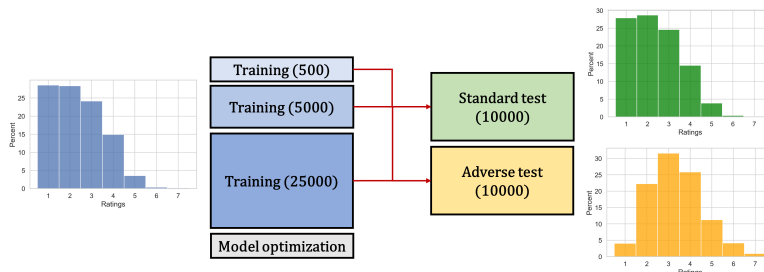 25
20
15
10
5
0
Percent
1 2 3 4 5 6 7
Ratings
Training (500)
Training (5000)
Training (25000)
Model optimization
Standard test
(10000)
Adverse test
(10000)
30
25
20
15
10
5
0
Percent
1 2 3 4 5 6 7
Ratings
30
25
20
15
10
5
0
Percent
1 2 3 4 5 6 7
Ratings